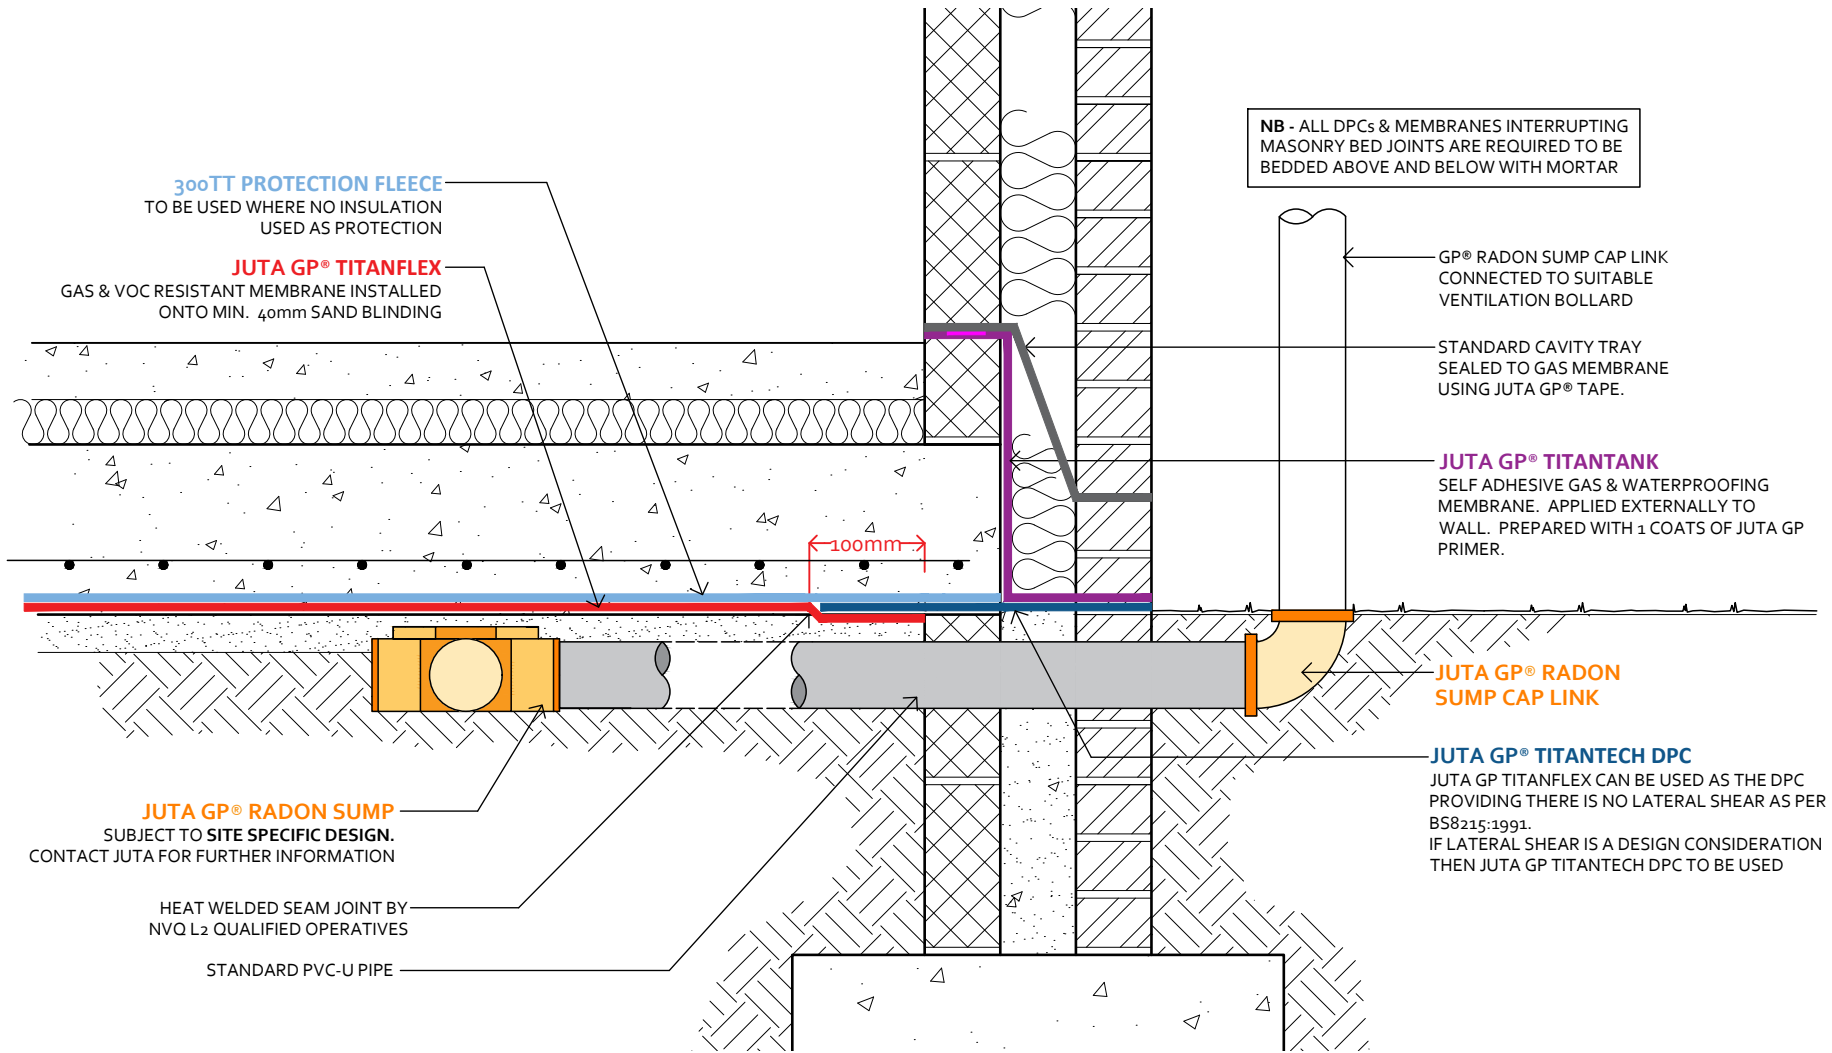 300TT PROTECTION FLEECE
TO BE USED WHERE NO INSULATION
USED AS PROTECTION
JUTA GP® TITANFLEX
GAS & VOC RESISTANT MEMBRANE INSTALLED
ONTO MIN. 40mm SAND BLINDING
100mm
JUTA GP® RADON SUMP
SUBJECT TO SITE SPECIFIC DESIGN.
CONTACT JUTA FOR FURTHER INFORMATION
HEAT WELDED SEAM JOINT BY
NVQ L2 QUALIFIED OPERATIVES
STANDARD PVC-U PIPE
NB - ALL DPCs & MEMBRANES INTERRUPTING
MASONRY BED JOINTS ARE REQUIRED TO BE
BEDDED ABOVE AND BELOW WITH MORTAR
GP® RADON SUMP CAP LINK
CONNECTED TO SUITABLE
VENTILATION BOLLARD
STANDARD CAVITY TRAY
SEALED TO GAS MEMBRANE
USING JUTA GP® TAPE.
JUTA GP® TITANTANK
SELF ADHESIVE GAS & WATERPROOFING
MEMBRANE. APPLIED EXTERNALLY TO
WALL. PREPARED WITH 1 COATS OF JUTA GP
PRIMER.
JUTA GP® RADON
SUMP CAP LINK
JUTA GP® TITANTECH DPC
JUTA GP TITANFLEX CAN BE USED AS THE DPC
PROVIDING THERE IS NO LATERAL SHEAR AS PER
BS8215:1991.
IF LATERAL SHEAR IS A DESIGN CONSIDERATION
THEN JUTA GP TITANTECH DPC TO BE USED